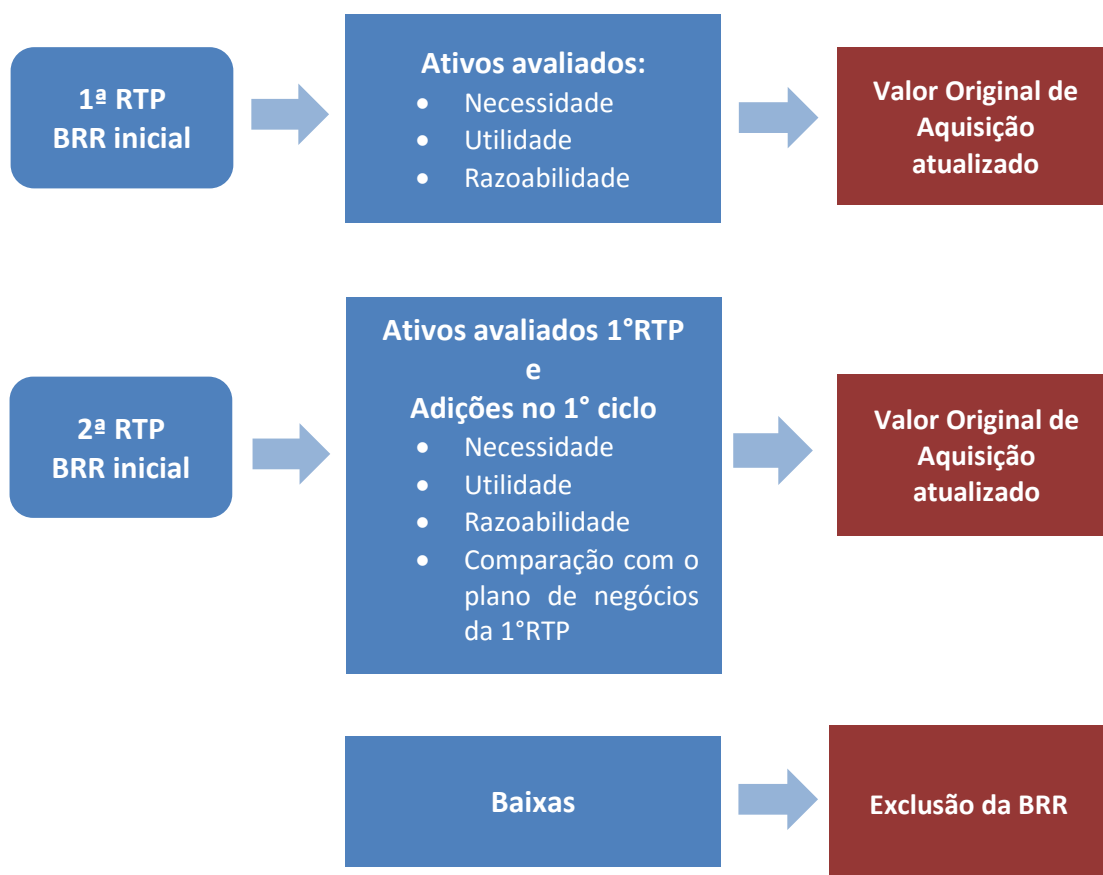 1ª RTP
BRR inicial
Ativos avaliados:
• Necessidade
• Utilidade
• Razoabilidade
Valor Original de
Aquisição
atualizado
2ª RTP
BRR inicial
Ativos avaliados 1°RTP
e
Adições no 1° ciclo
• Necessidade
• Utilidade
• Razoabilidade
• Comparação com o
plano de negócios
da 1°RTP
Valor Original de
Aquisição
atualizado
Baixas
Exclusão da BRR